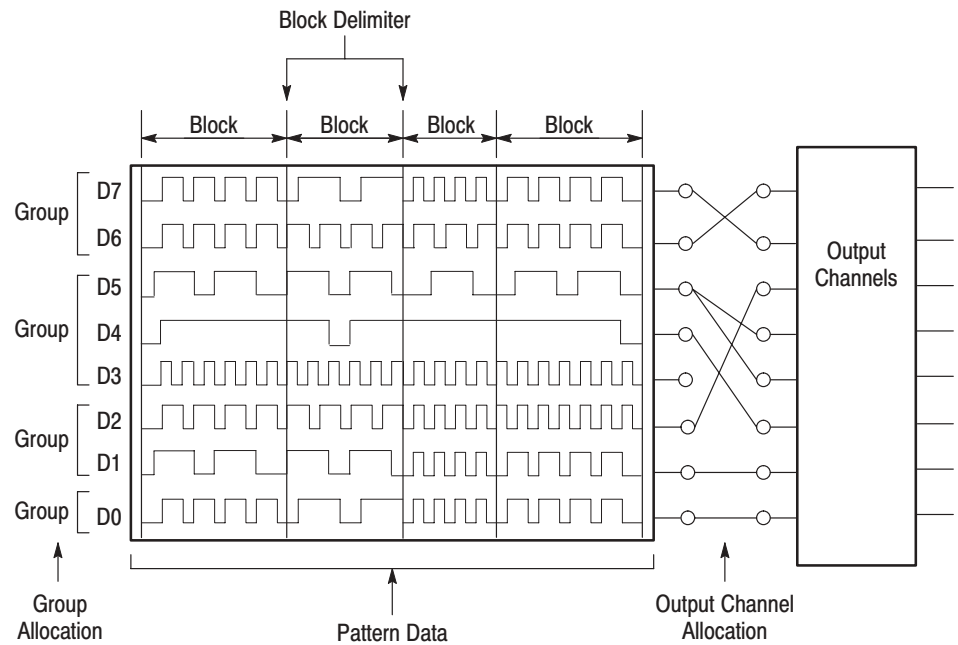 Block Delimiter
Block Block Block Block
Group D7
D6
Group D5
D4
D3
Group D2
D1
Group D0
Output
Channels
Group
Allocation
Pattern Data
Output Channel
Allocation